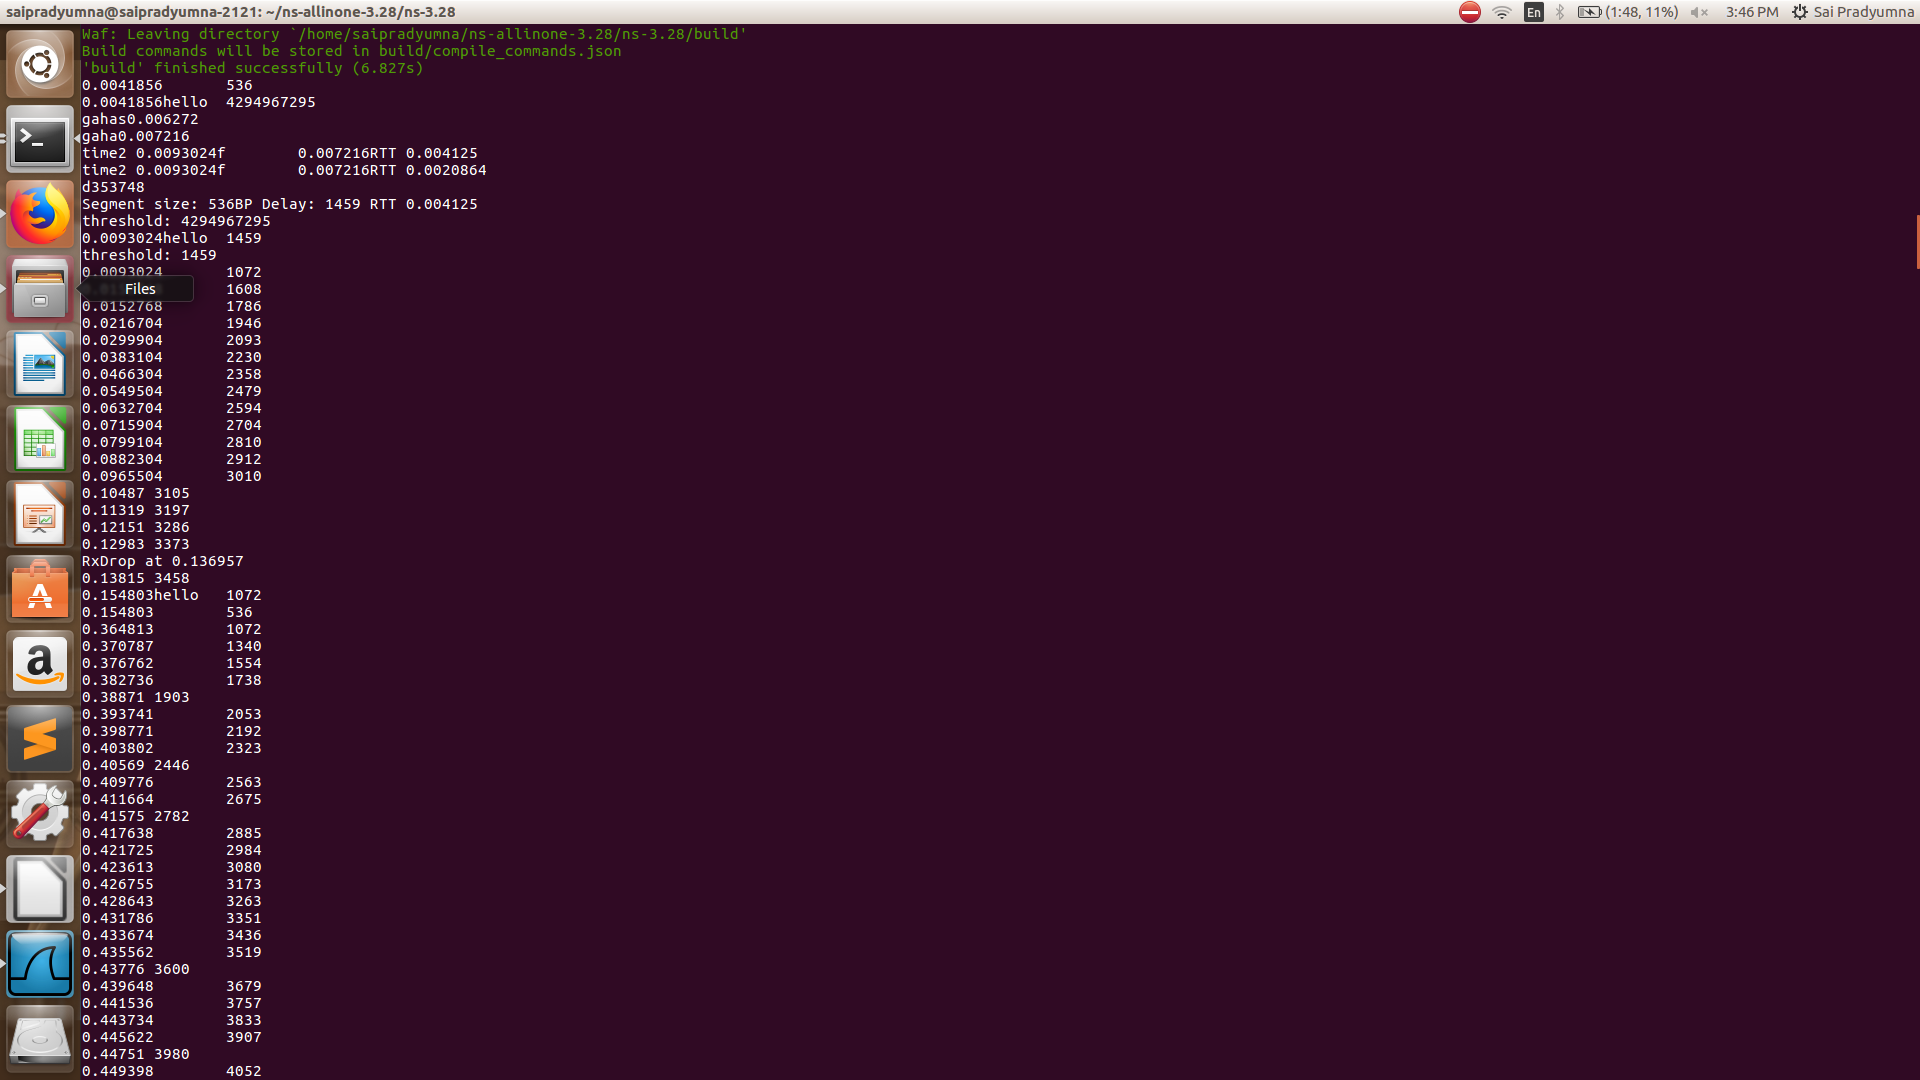 saipradyumna@saipradyumna-2121: ~/ns-allinone-3.28/ns-3.28
En (1:48, 11%) 3:46 PM Sai Pradyumna
Waf: Leaving directory `/home/saipradyumna/ns-allinone-3.28/ns-3.28/build'
Build commands will be stored in build/compile_commands.json
'build' finished successfully (6.827s)
0.0041856 536
0.0041856hello 4294967295
gahas0.006272
gaha0.007216
time2 0.0093024f 0.007216RTT 0.004125
time2 0.0093024f 0.007216RTT 0.0020864
d353748
Segment size: 536BP Delay: 1459 RTT 0.004125
threshold: 4294967295
0.0093024hello 1459
threshold: 1459
0.0093024 1072
Files 1608
0.0152768 1786
0.0216704 1946
0.0299904 2093
0.0383104 2230
0.0466304 2358
0.0549504 2479
0.0632704 2594
0.0715904 2704
0.0799104 2810
0.0882304 2912
0.0965504 3010
0.10487 3105
0.11319 3197
0.12151 3286
0.12983 3373
RxDrop at 0.136957
0.13815 3458
0.154803hello 1072
0.154803 536
0.364813 1072
0.370787 1340
0.376762 1554
0.382736 1738
0.38871 1903
0.393741 2053
0.398771 2192
0.403802 2323
0.40569 2446
0.409776 2563
0.411664 2675
0.41575 2782
0.417638 2885
0.421725 2984
0.423613 3080
0.426755 3173
0.428643 3263
0.431786 3351
0.433674 3436
0.435562 3519
0.43776 3600
0.439648 3679
0.441536 3757
0.443734 3833
0.445622 3907
0.44751 3980
0.449398 4052